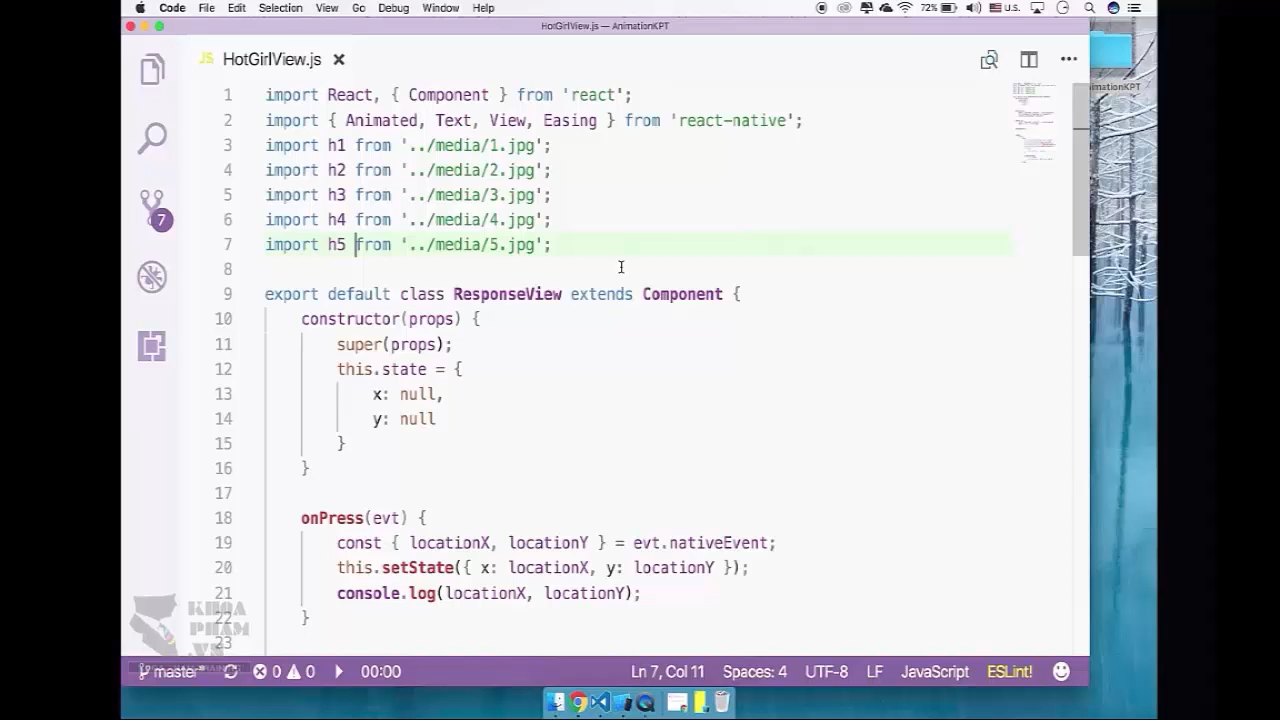 Code File Edit Selection View Go Debug Window Help 72% U.S.
HotGirlView.js — AnimationKPT
JS HotGirlView.js
1 import React, { Component } from 'react';
2 import { Animated, Text, View, Easing } from 'react-native';
3 import h1 from '../media/1.jpg';
4 import h2 from '../media/2.jpg';
5 import h3 from '../media/3.jpg';
6 import h4 from '../media/4.jpg';
7 import h5 from '../media/5.jpg';
8
9 export default class ResponseView extends Component {
10 constructor(props) {
11 super(props);
12 this.state = {
13 x: null,
14 y: null
15 }
16 }
17
18 onPress(evt) {
19 const { locationX, locationY } = evt.nativeEvent;
20 this.setState({ x: locationX, y: locationY });
21 console.log(locationX, locationY);
22 }
23
7
KHOA
PHAM
.VN
master* 0 0 00:00 Ln 7, Col 11 Spaces: 4 UTF-8 LF JavaScript ESLint!